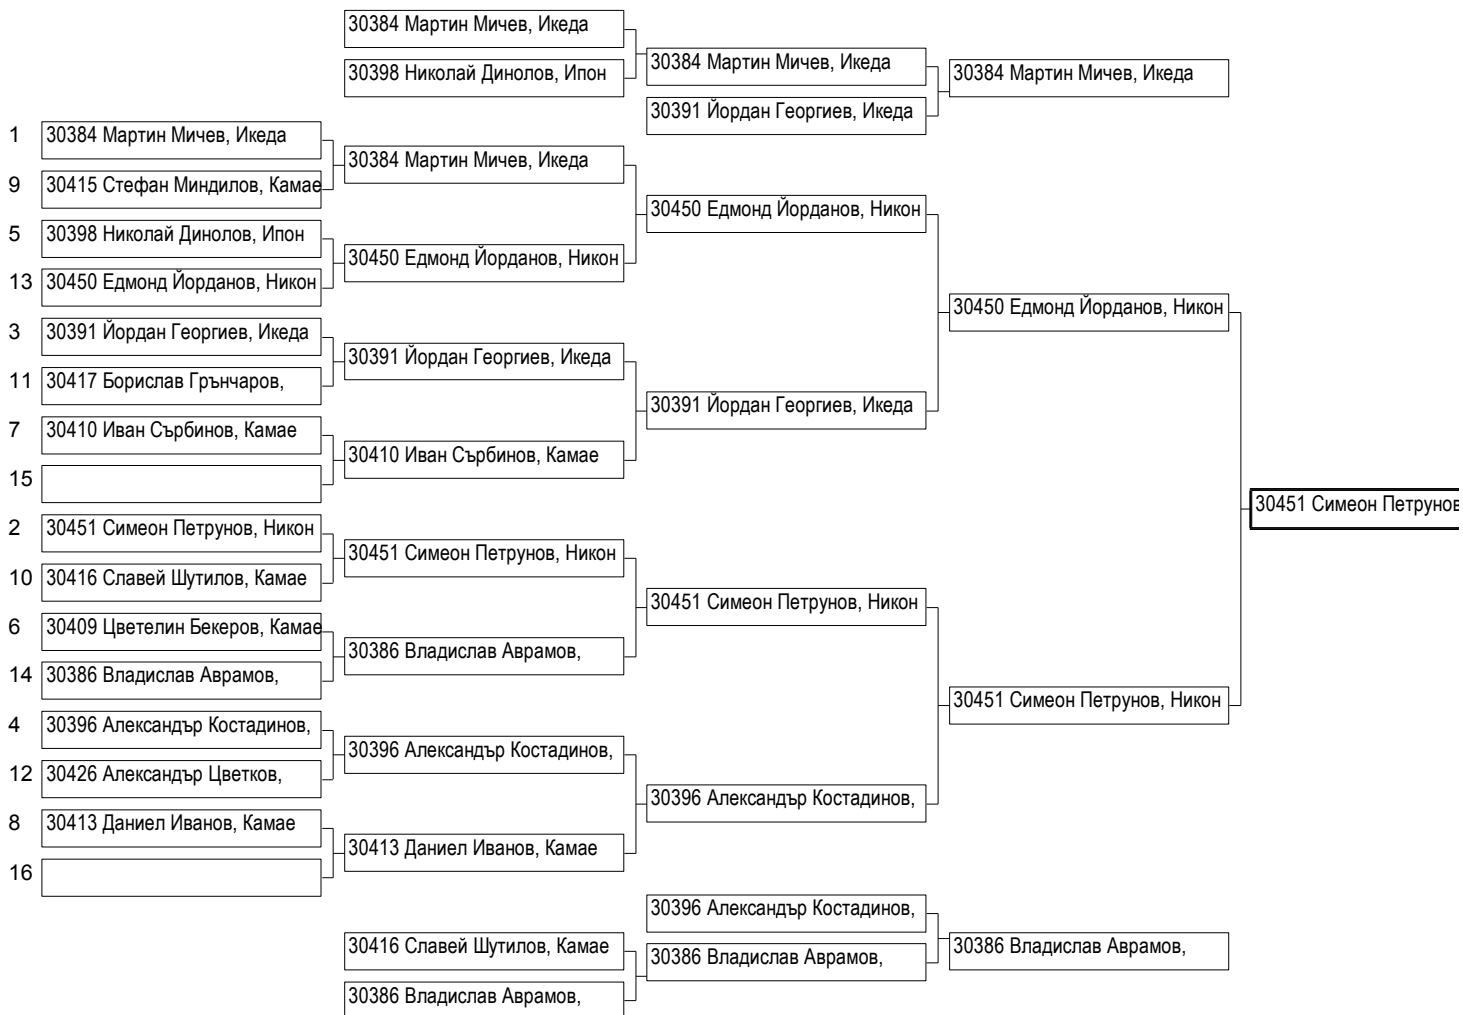 30384 Мартин Мичев, Икеда
30398 Николай Динолов, Ипон
30384 Мартин Мичев, Икеда
30391 Йордан Георгиев, Икеда
30384 Мартин Мичев, Икеда
1 30384 Мартин Мичев, Икеда
9 30415 Стефан Миндилов, Камае
5 30398 Николай Динолов, Ипон
13 30450 Едмонд Йорданов, Никон
3 30391 Йордан Георгиев, Икеда
11 30417 Борислав Грънчаров,
7 30410 Иван Сърбинов, Камае
15
2 30451 Симеон Петрунов, Никон
10 30416 Славей Шутилов, Камае
6 30409 Цветелин Бекеров, Камае
14 30386 Владислав Аврамов,
4 30396 Александър Костадинов,
12 30426 Александър Цветков,
8 30413 Даниел Иванов, Камае
16
30384 Мартин Мичев, Икеда
30450 Едмонд Йорданов, Никон
30391 Йордан Георгиев, Икеда
30410 Иван Сърбинов, Камае
30451 Симеон Петрунов, Никон
30386 Владислав Аврамов,
30396 Александър Костадинов,
30413 Даниел Иванов, Камае
30450 Едмонд Йорданов, Никон
30391 Йордан Георгиев, Икеда
30451 Симеон Петрунов, Никон
30396 Александър Костадинов,
30450 Едмонд Йорданов, Никон
30451 Симеон Петрунов, Никон
30451 Симеон Петрунов
30416 Славей Шутилов, Камае
30386 Владислав Аврамов,
30396 Александър Костадинов,
30386 Владислав Аврамов,
30386 Владислав Аврамов,